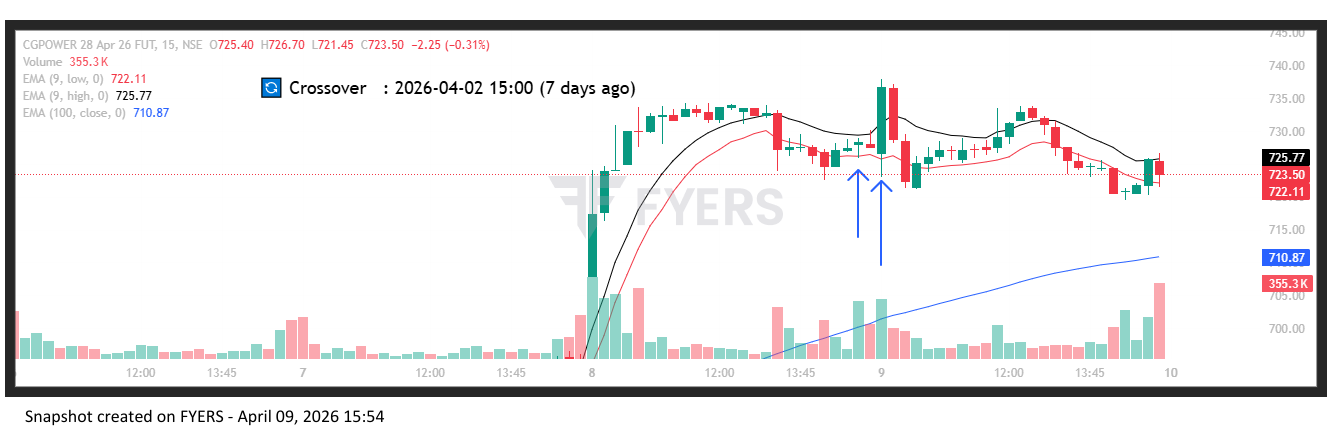 745.00
CGPOWER 28 Apr 26 FUT, 15, NSE O725.40 H726.70 L721.45 C723.50 −2.25 (−0.31%)
Volume 355.3 K
EMA (9, low, 0) 722.11
EMA (9, high, 0) 725.77
EMA (100, close, 0) 710.87
Crossover : 2026-04-02 15:00 (7 days ago)
740.00
735.00
730.00
725.77
723.50
722.11
FYERS
715.00
710.87
355.3 K
705.00
700.00
12:00 13:45 7 12:00 13:45 8 12:00 13:45 9 12:00 13:45 10
Snapshot created on FYERS - April 09, 2026 15:54